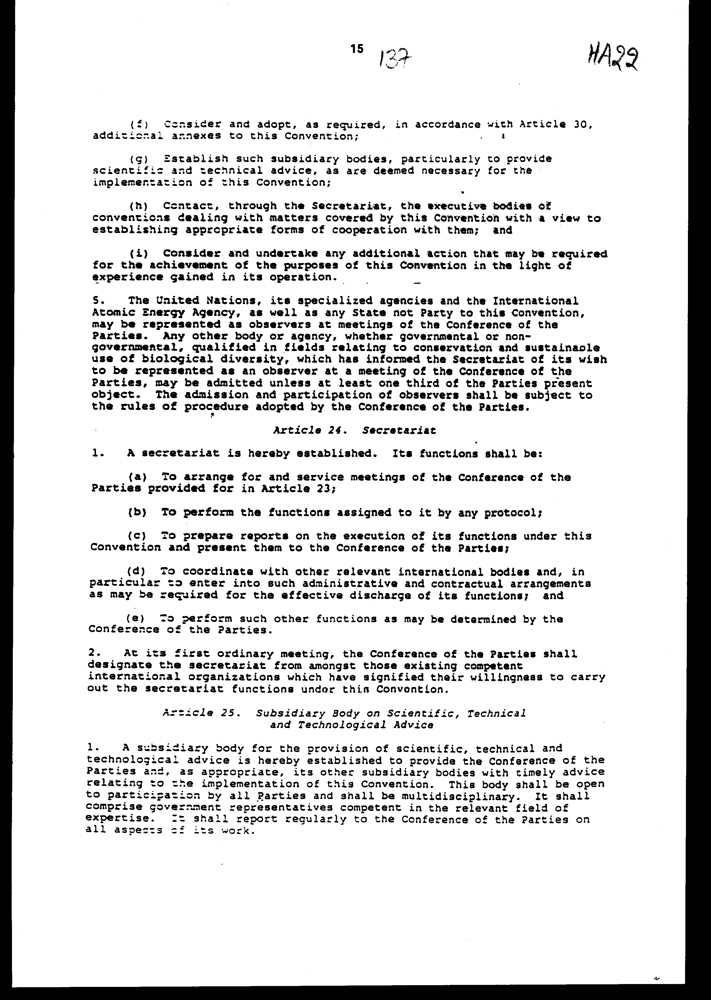 15
137
HA22
(f) Consider and adopt, as required, in accordance with Article 30,
additional annexes to this Convention;
(g) Establish such subsidiary bodies, particularly to provide
scientific and technical advice, as are deemed necessary for the
implementation of this Convention;
(h) Contact, through the Secretariat, the executive bodies of
conventions dealing with matters covered by this Convention with a view to
establishing appropriate forms of cooperation with them; and
(i) Consider and undertake any additional action that may be required
for the achievement of the purposes of this Convention in the light of
experience gained in its operation.
5. The United Nations, its specialized agencies and the International
Atomic Energy Agency, as well as any State not Party to this Convention,
may be represented as observers at meetings of the Conference of the
Parties. Any other body or agency, whether governmental or non-
governmental, qualified in fields relating to conservation and sustainable
use of biological diversity, which has informed the Secretariat of its wish
to be represented as an observer at a meeting of the Conference of the
Parties, may be admitted unless at least one third of the Parties present
object. The admission and participation of observers shall be subject to
the rules of procedure adopted by the Conference of the Parties.
Article 24. Secretariat
1. A secretariat is hereby established. Its functions shall be:
(a) To arrange for and service meetings of the Conference of the
Parties provided for in Article 23;
(b) To perform the functions assigned to it by any protocol;
(c) To prepare reports on the execution of its functions under this
Convention and present them to the Conference of the Parties;
(d) To coordinate with other relevant international bodies and, in
particular to enter into such administrative and contractual arrangements
as may be required for the effective discharge of its functions; and
(e) To perform such other functions as may be determined by the
Conference of the Parties.
2. At its first ordinary meeting, the Conference of the Parties shall
designate the secretariat from amongst those existing competent
international organizations which have signified their willingness to carry
out the secretariat functions under this Convention.
Article 25. Subsidiary Body on Scientific, Technical
and Technological Advice
1. A subsidiary body for the provision of scientific, technical and
technological advice is hereby established to provide the Conference of the
Parties and, as appropriate, its other subsidiary bodies with timely advice
relating to the implementation of this Convention. This body shall be open
to participation by all Parties and shall be multidisciplinary. It shall
comprise government representatives competent in the relevant field of
expertise. It shall report regularly to the Conference of the Parties on
all aspects of its work.